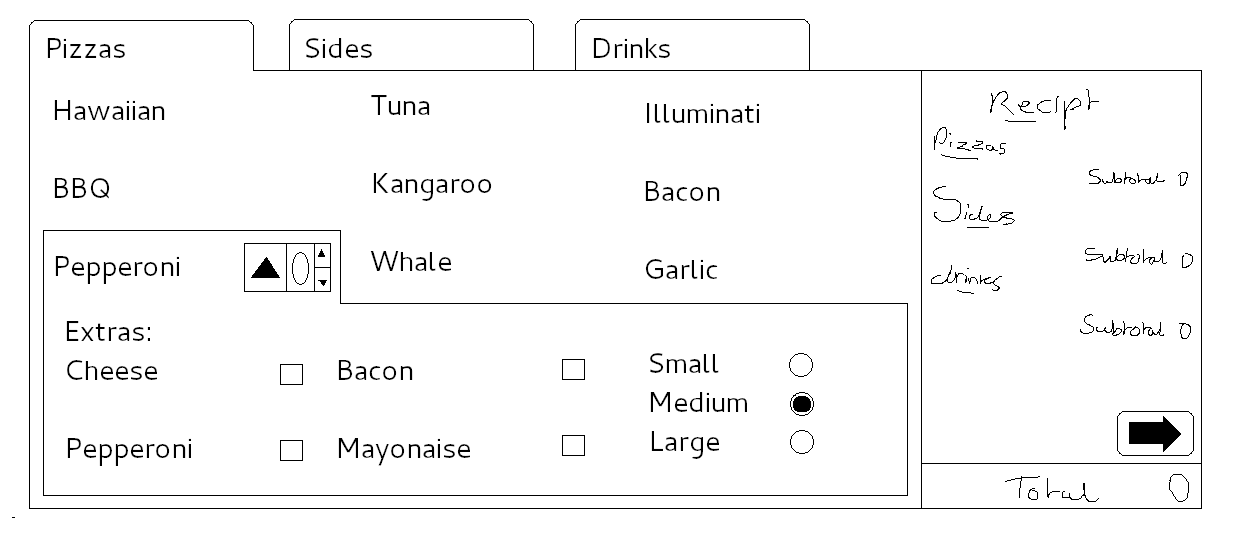 Pizzas Sides Drinks
Hawaiian Tuna Illuminati
BBQ Kangaroo Bacon
Pepperoni 0 Whale Garlic
Extras:
Cheese Bacon Small
Medium
Pepperoni Mayonaise Large
Recipt
Pizzas
Subtotal 0
Sides
Subtotal 0
drinks
Subtotal 0
Total 0